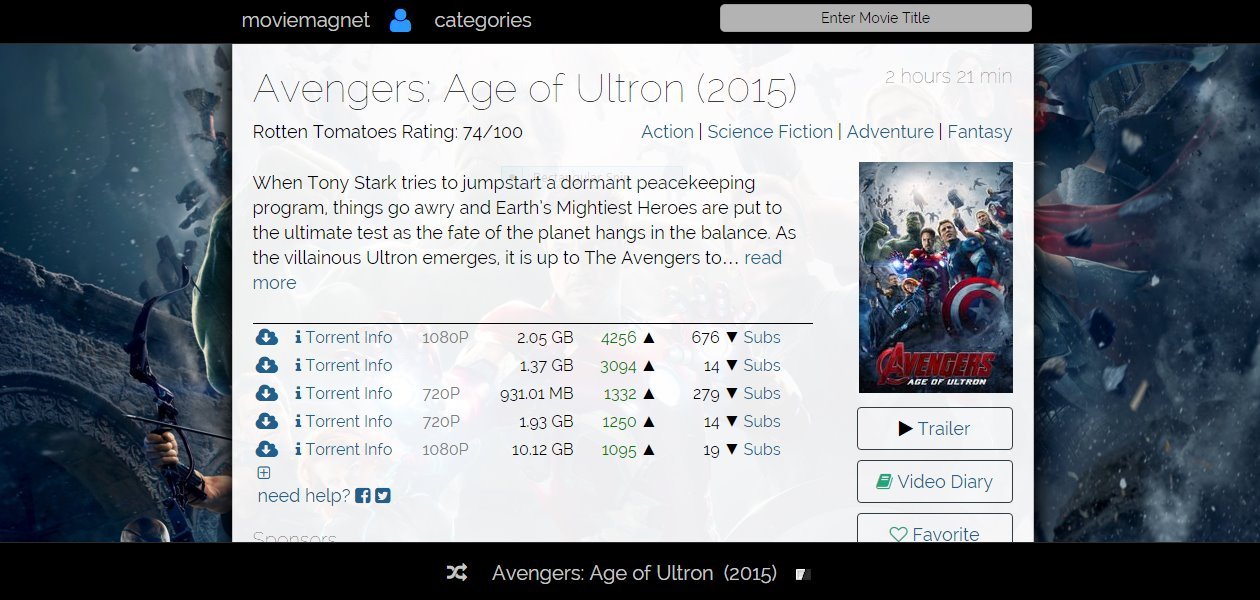 moviemagnet categories Enter Movie Title
Avengers: Age of Ultron (2015) 2 hours 21 min
Rotten Tomatoes Rating: 74/100 Action | Science Fiction | Adventure | Fantasy
Rectangular Snip
When Tony Stark tries to jumpstart a dormant peacekeeping
program, things go awry and Earth's Mightiest Heroes are put to
the ultimate test as the fate of the planet hangs in the balance. As
the villainous Ultron emerges, it is up to The Avengers to... read
more
Torrent Info 1080P 2.05 GB 4256 ▲ 676 ▼ Subs
Torrent Info 1.37 GB 3094 ▲ 14 ▼ Subs
Torrent Info 720P 931.01 MB 1332 ▲ 279 ▼ Subs
Torrent Info 720P 1.93 GB 1250 ▲ 14 ▼ Subs
Torrent Info 1080P 10.12 GB 1095 ▲ 19 ▼ Subs
need help?
Sponsors
AVENGERS
AGE OF ULTRON
Trailer
Video Diary
Favorite
Avengers: Age of Ultron (2015)